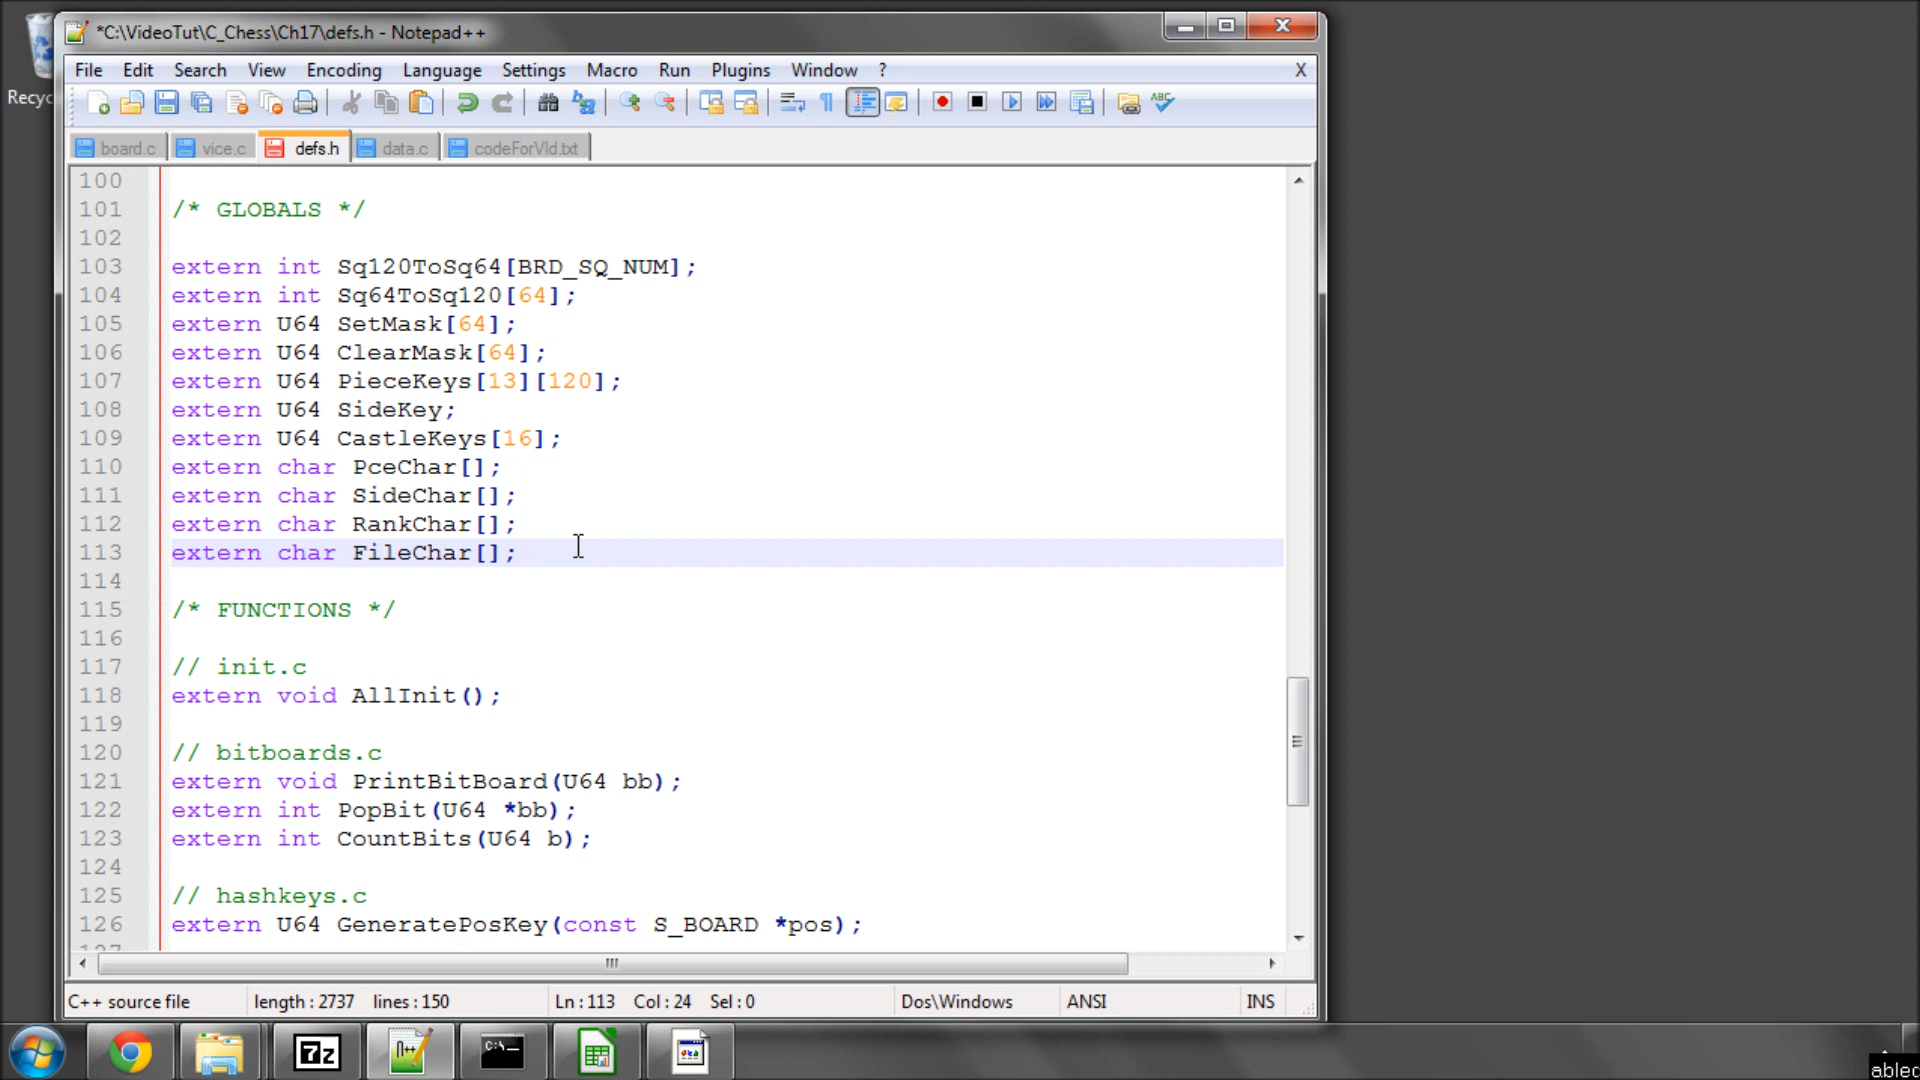 Recyc
*C:\VideoTut\C_Chess\Ch17\defs.h - Notepad++
File Edit Search View Encoding Language Settings Macro Run Plugins Window ? X
board.c vice.c defs.h data.c codeForVid.txt
100
101 /* GLOBALS */
102
103 extern int Sq120ToSq64[BRD_SQ_NUM];
104 extern int Sq64ToSq120[64];
105 extern U64 SetMask[64];
106 extern U64 ClearMask[64];
107 extern U64 PieceKeys[13][120];
108 extern U64 SideKey;
109 extern U64 CastleKeys[16];
110 extern char PceChar[];
111 extern char SideChar[];
112 extern char RankChar[];
113 extern char FileChar[];
114
115 /* FUNCTIONS */
116
117 // init.c
118 extern void AllInit();
119
120 // bitboards.c
121 extern void PrintBitBoard(U64 bb);
122 extern int PopBit(U64 *bb);
123 extern int CountBits(U64 b);
124
125 // hashkeys.c
126 extern U64 GeneratePosKey(const S_BOARD *pos);
127
C++ source file length : 2737 lines : 150 Ln : 113 Col : 24 Sel : 0 Dos\Windows ANSI INS
7z
C:\
ablec